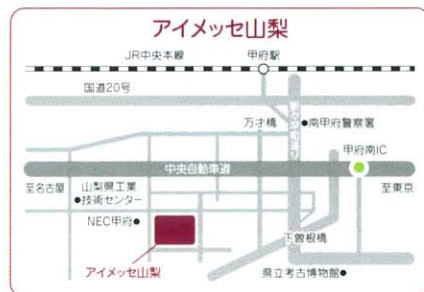 アイメッセ山梨
JR中央本線
甲府駅
国道20号
万才橋
●南甲府警察署
甲府南IC
中央自動車道
至名古屋
至東京
山梨県工業
●技術センター
NEC甲府●
下曽根橋
アイメッセ山梨
県立考古博物館●